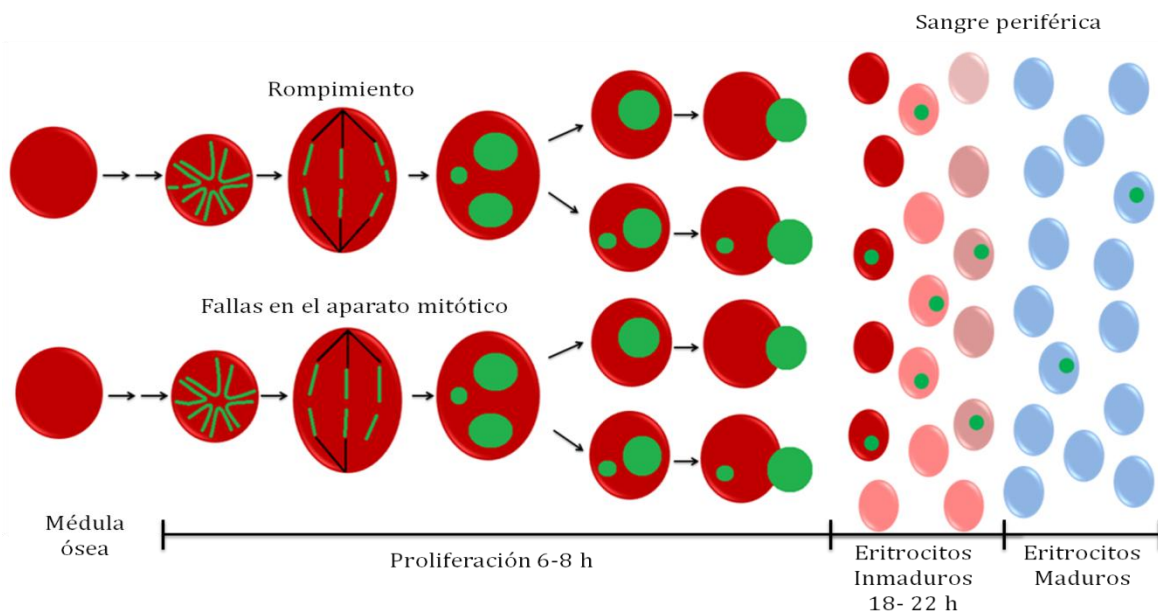 Sangre periférica
Rompimiento
Fallas en el aparato mitótico
Médula
ósea
Proliferación 6-8 h
Eritrocitos
Inmaduros
18- 22 h
Eritrocitos
Maduros